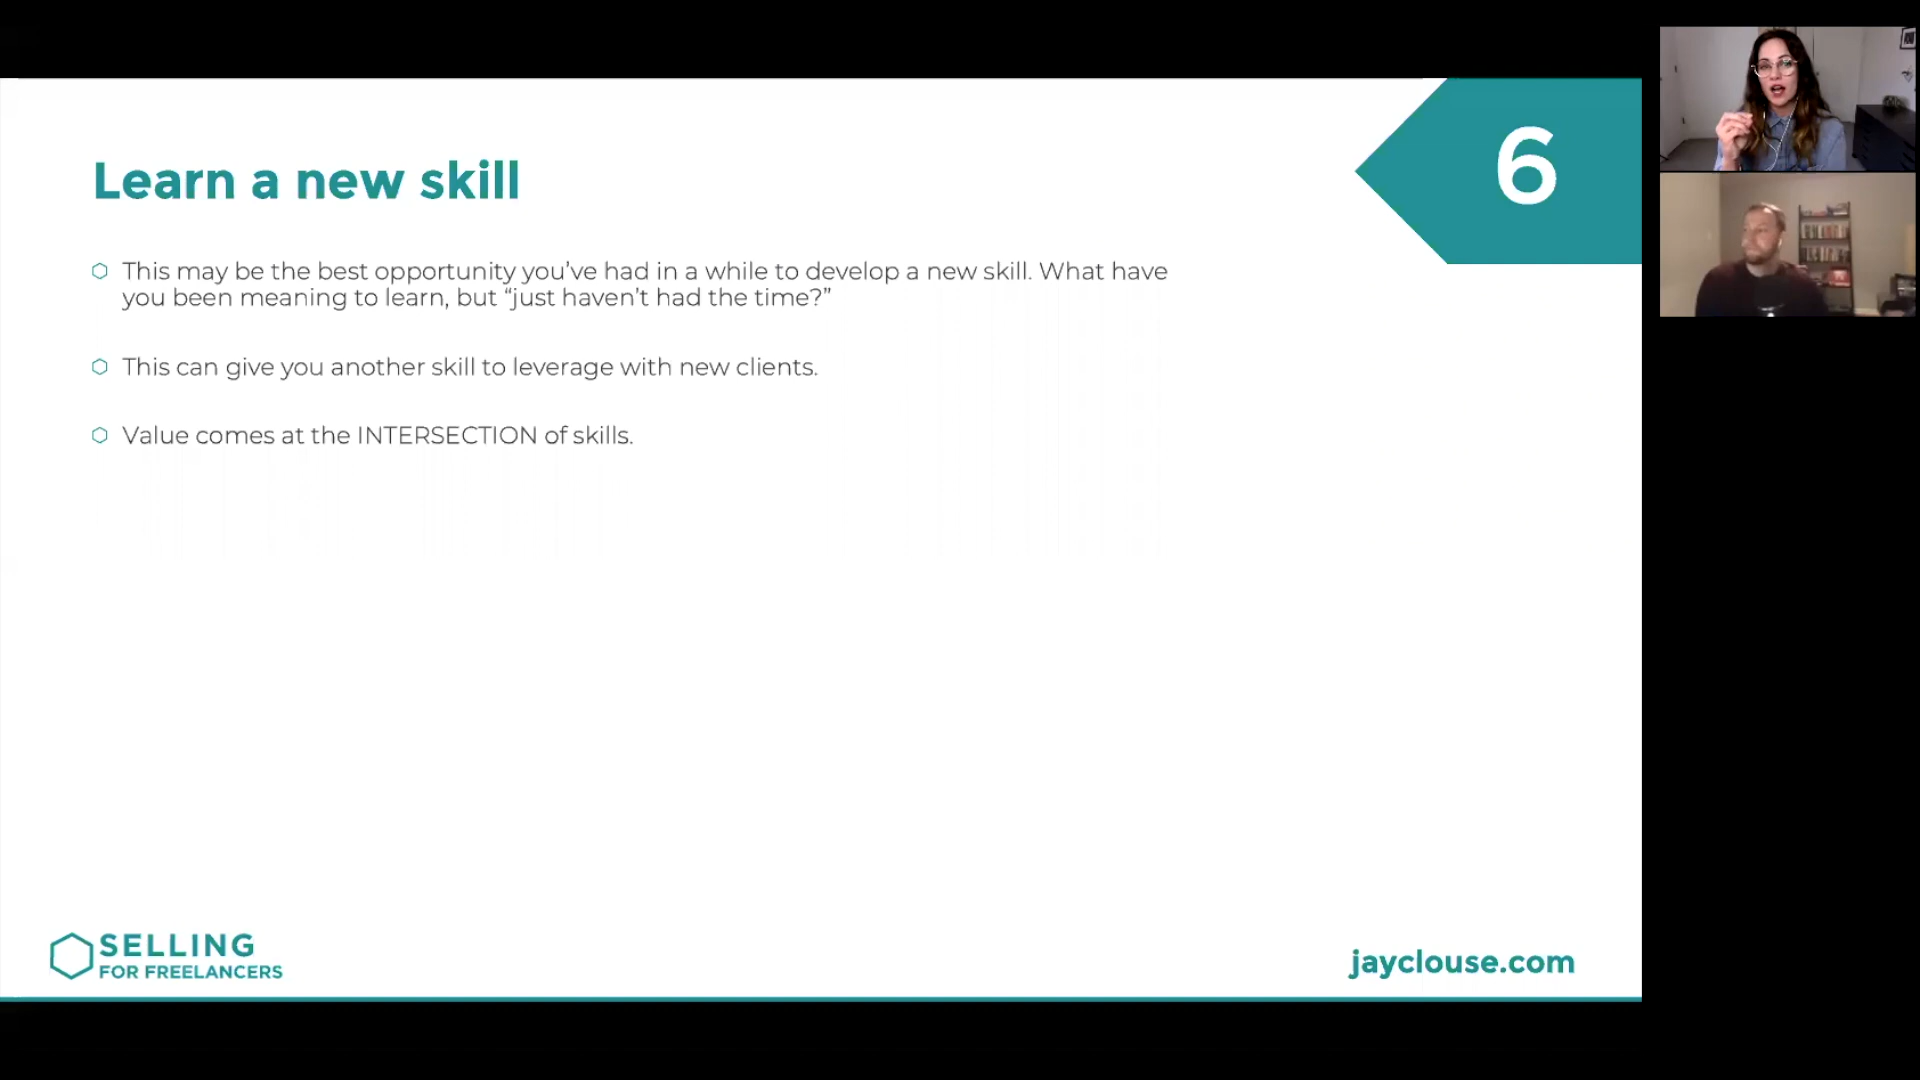 6
Learn a new skill
This may be the best opportunity you’ve had in a while to develop a new skill. What have
you been meaning to learn, but “just haven’t had the time?”
This can give you another skill to leverage with new clients.
Value comes at the INTERSECTION of skills.
SELLING
FOR FREELANCERS
jayclouse.com